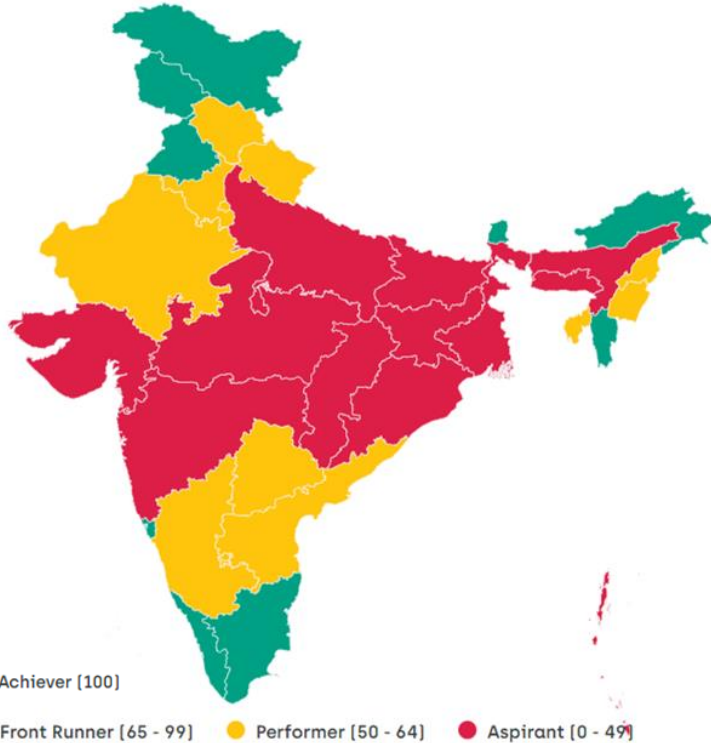 Achiever (100)
Front Runner (65 - 99) Performer (50 - 64) Aspirant (0 - 49)